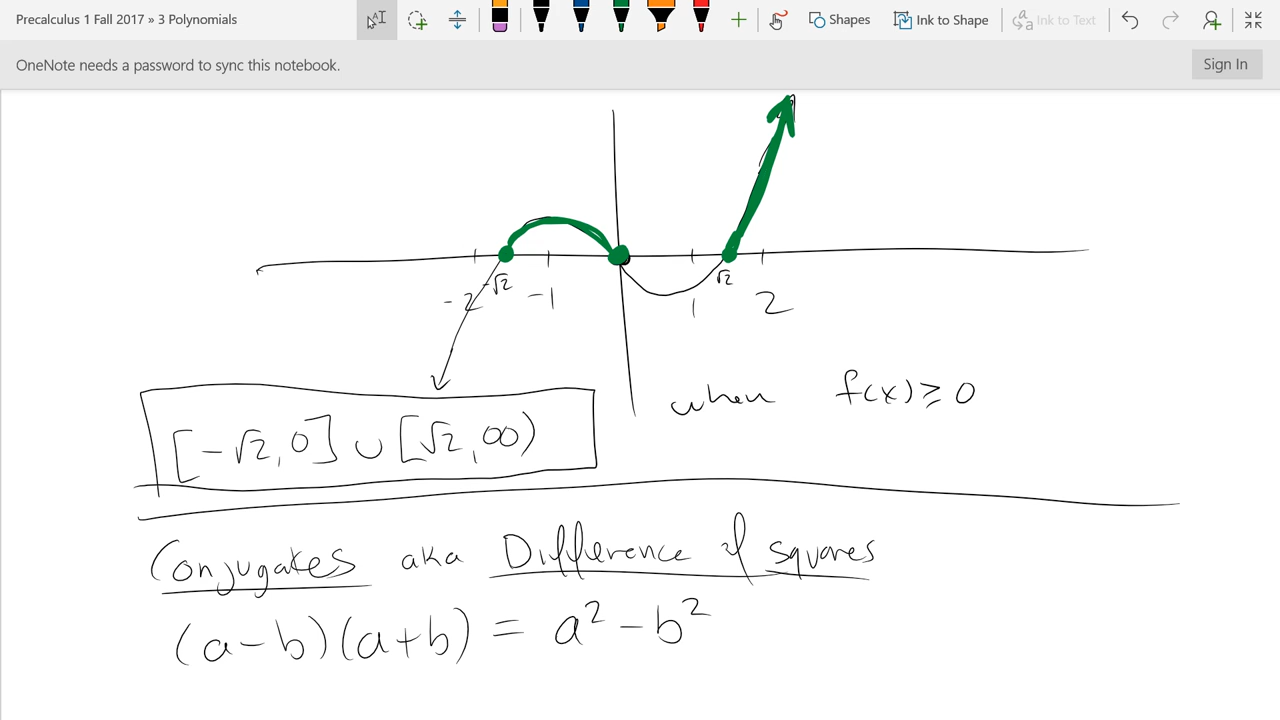 Precalculus 1 Fall 2017 » 3 Polynomials
Shapes
Ink to Shape
Ink to Text
OneNote needs a password to sync this notebook.
Sign In
-2 -√2 -1 1 √2 2
when f(x) ≥ 0
[-√2, 0] ∪ [√2, ∞)
Conjugates aka Difference of squares
(a-b)(a+b) = a² - b²